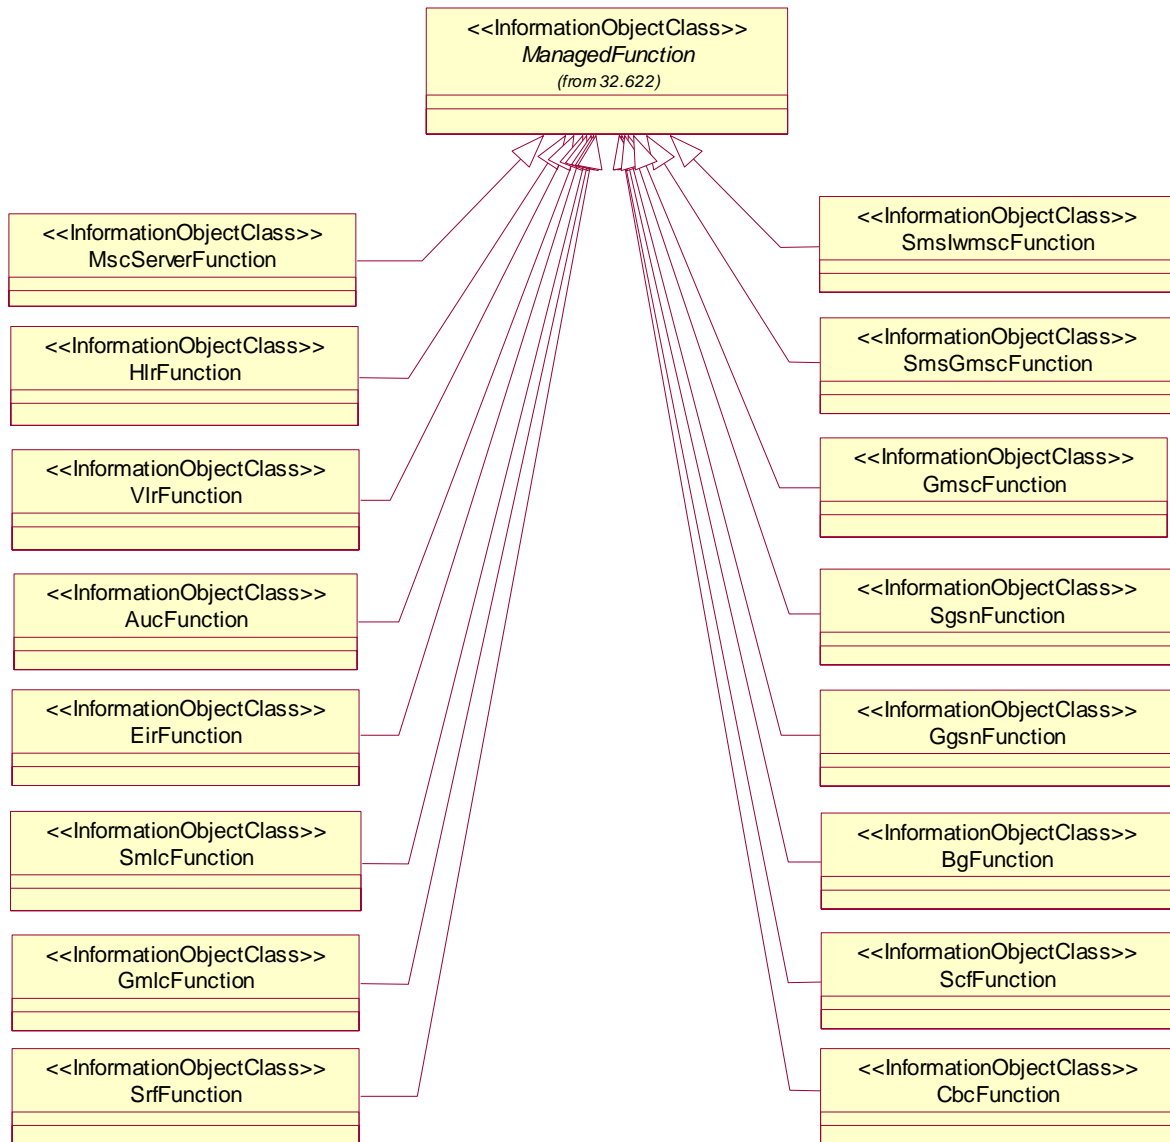 <<InformationObjectClass>>
ManagedFunction
(from 32.622)
<<InformationObjectClass>>
MscServerFunction
<<InformationObjectClass>>
HlrFunction
<<InformationObjectClass>>
VlrFunction
<<InformationObjectClass>>
AucFunction
<<InformationObjectClass>>
EirFunction
<<InformationObjectClass>>
SmlcFunction
<<InformationObjectClass>>
GmlcFunction
<<InformationObjectClass>>
SrfFunction
<<InformationObjectClass>>
SmsIwmscFunction
<<InformationObjectClass>>
SmsGmscFunction
<<InformationObjectClass>>
GmscFunction
<<InformationObjectClass>>
SgsnFunction
<<InformationObjectClass>>
GgsnFunction
<<InformationObjectClass>>
BgFunction
<<InformationObjectClass>>
ScfFunction
<<InformationObjectClass>>
CbcFunction